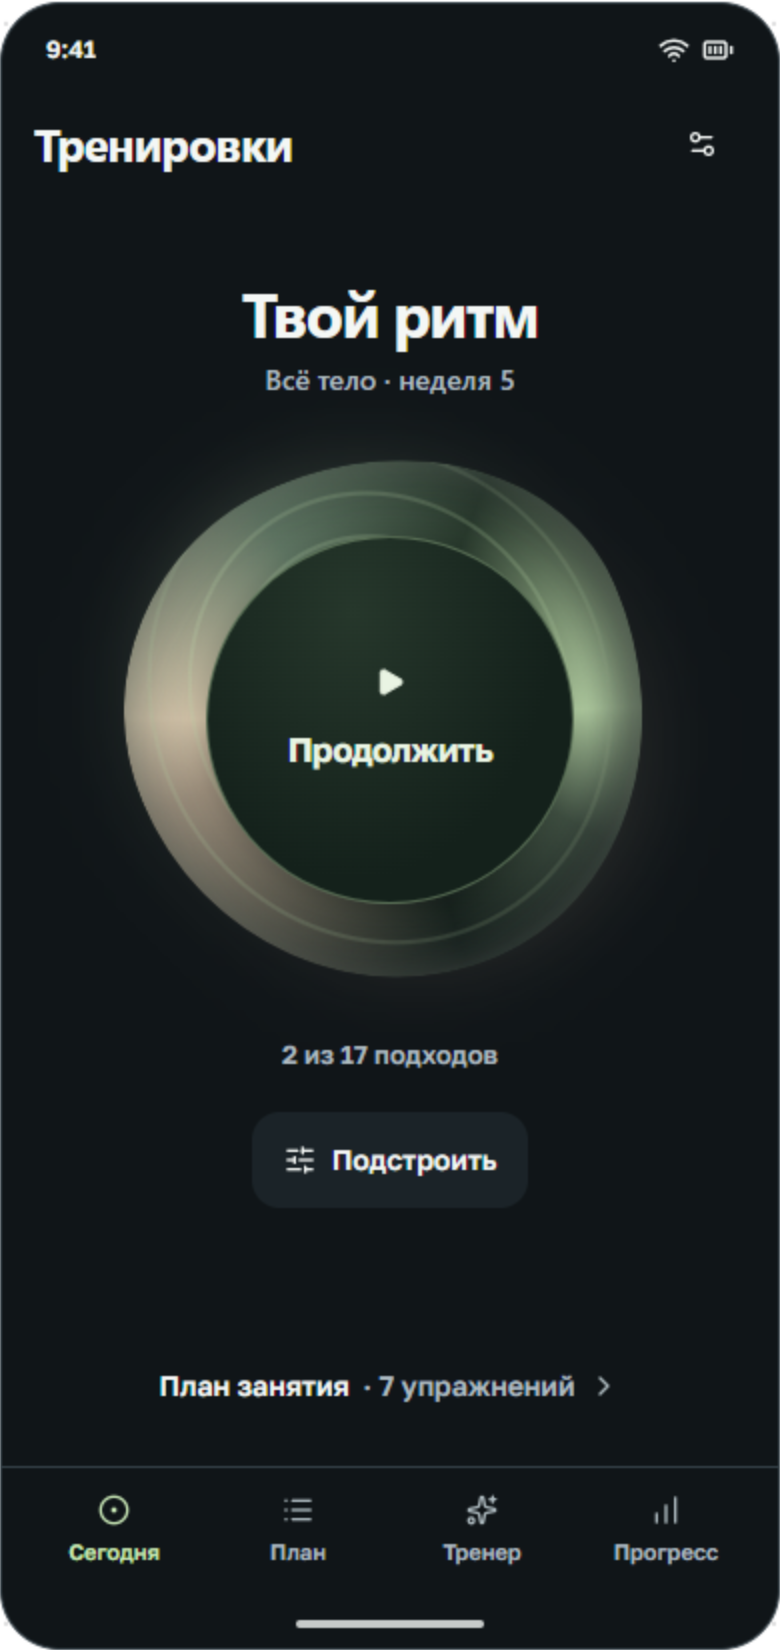 9:41
Тренировки
Твой ритм
Всё тело · неделя 5
Продолжить
2 из 17 подходов
Подстроить
План занятия · 7 упражнений
Сегодня
План
Тренер
Прогресс